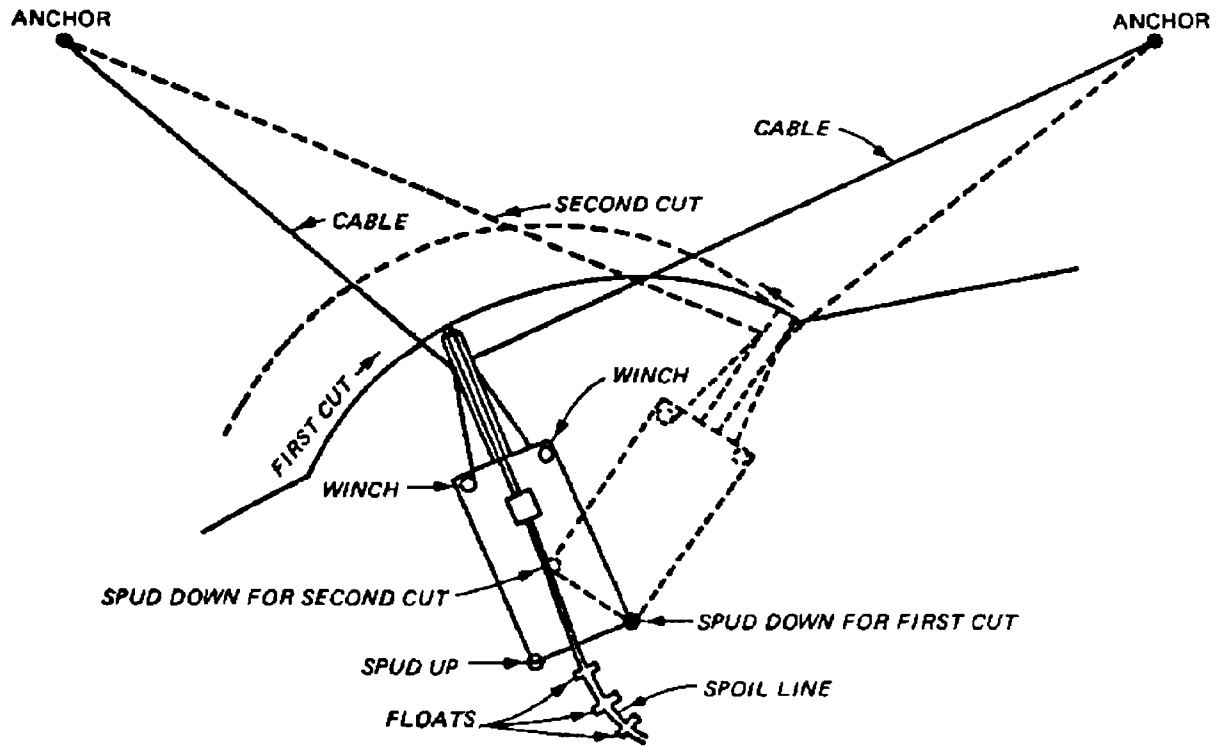 ANCHOR
ANCHOR
CABLE
SECOND CUT
CABLE
WINCH
FIRST CUT
WINCH
SPUD DOWN FOR SECOND CUT
SPUD DOWN FOR FIRST CUT
SPUD UP
SPOIL LINE
FLOATS